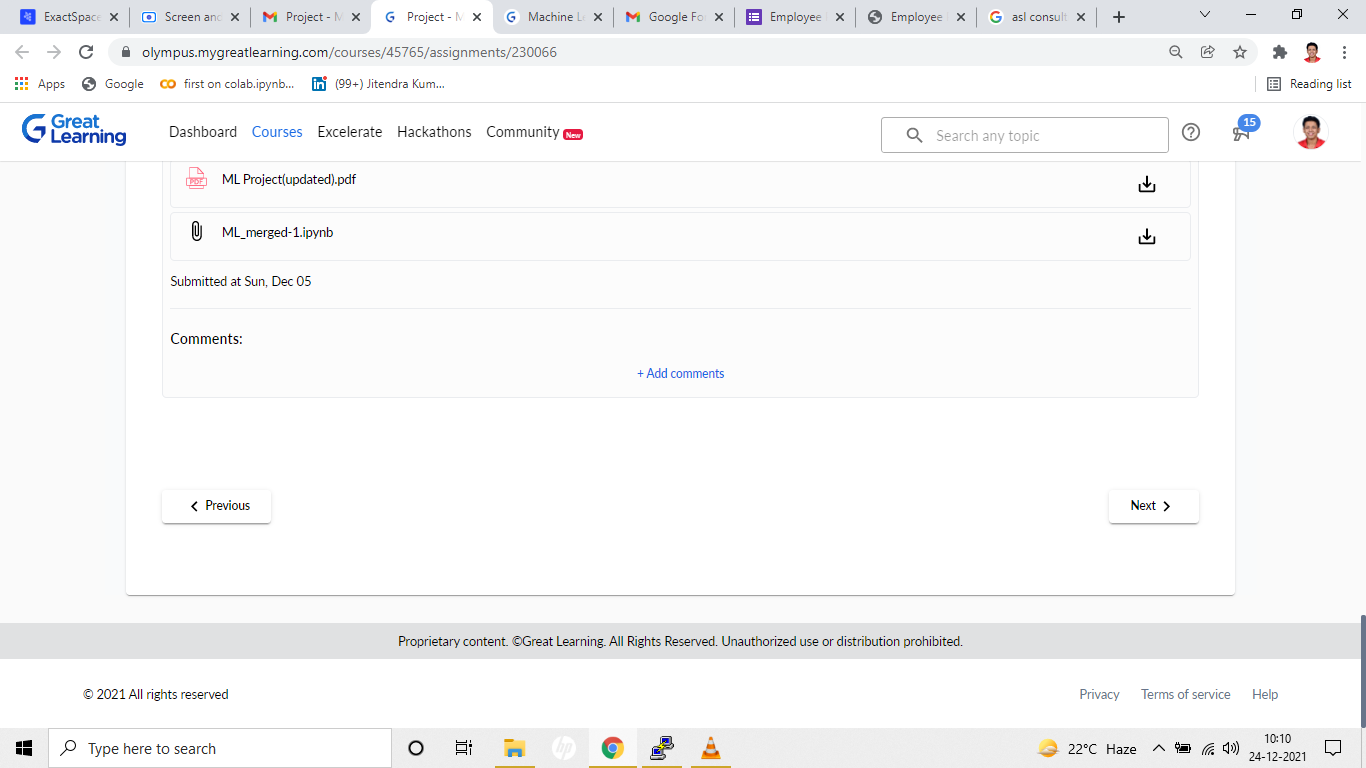 ExactSpace
Screen and
Project - M
Project - M
Machine L
Google Fo
Employee
Employee
asl consult
olympus.mygreatlearning.com/courses/45765/assignments/230066
Apps
Google
first on colab.ipynb...
(99+) Jitendra Kum...
Reading list
Great
Learning
Dashboard
Courses
Excelerate
Hackathons
Community New
Search any topic
15
PDF
ML Project(updated).pdf
ML_merged-1.ipynb
Submitted at Sun, Dec 05
Comments:
+ Add comments
Previous
Next
Proprietary content. ©Great Learning. All Rights Reserved. Unauthorized use or distribution prohibited.
© 2021 All rights reserved
Privacy
Terms of service
Help
Type here to search
hp
22°C Haze
10:10
24-12-2021